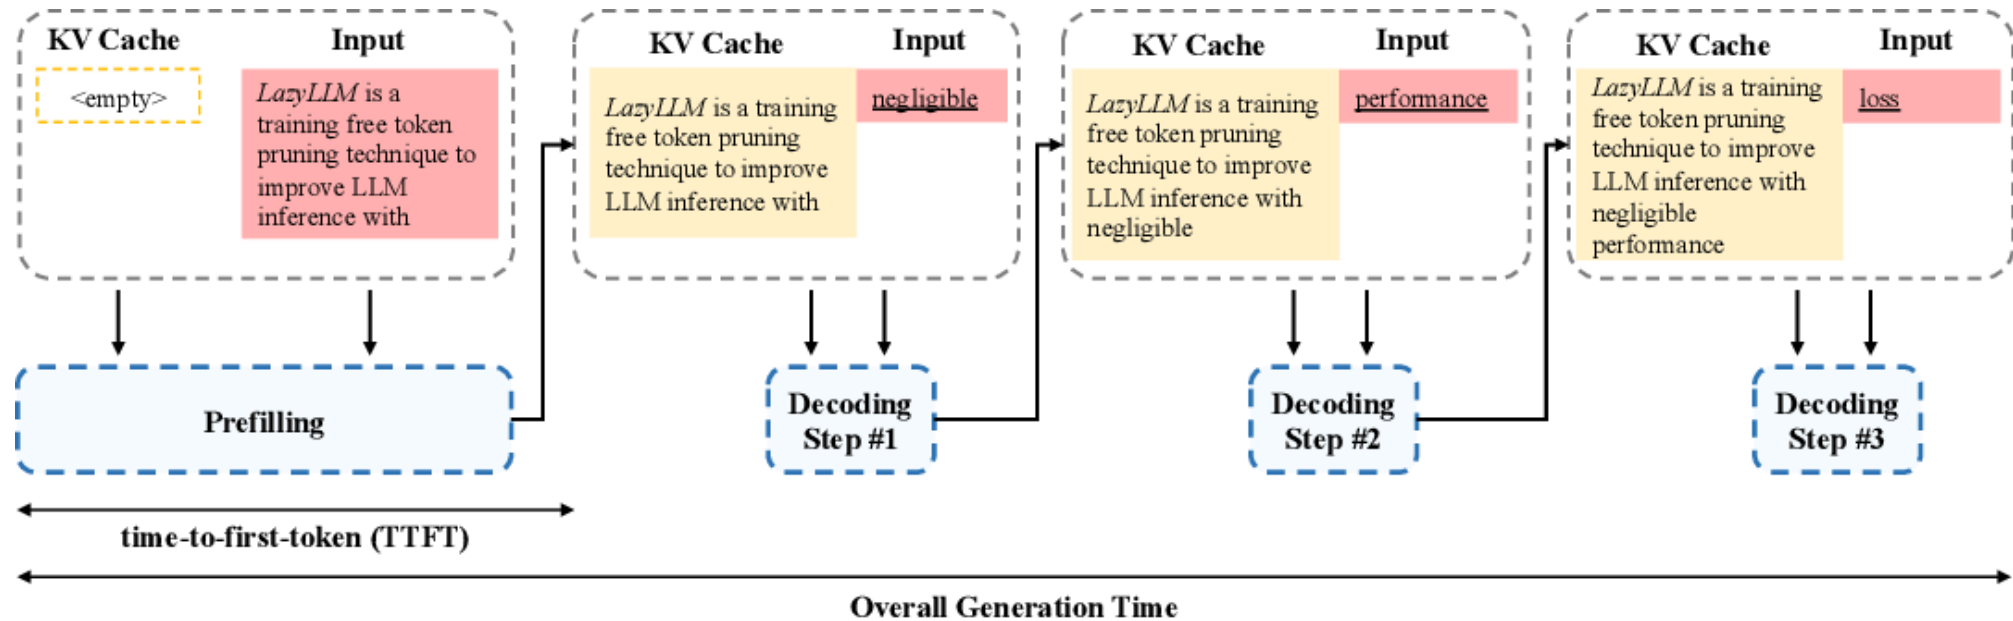 KV Cache
Input
<empty>
LazyLLM is a
training free token
pruning technique to
improve LLM
inference with
KV Cache
Input
LazyLLM is a training
free token pruning
technique to improve
LLM inference with
negligible
KV Cache
Input
LazyLLM is a training
free token pruning
technique to improve
LLM inference with
negligible
performance
KV Cache
Input
LazyLLM is a training
free token pruning
technique to improve
LLM inference with
negligible
performance
loss
Prefilling
Decoding
Step #1
Decoding
Step #2
Decoding
Step #3
time-to-first-token (TTFT)
Overall Generation Time